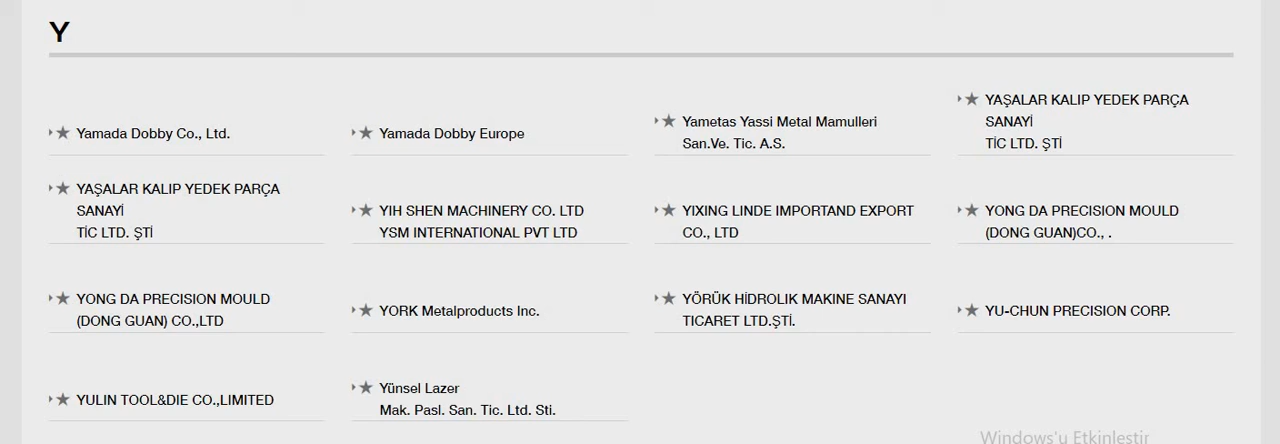 Y
Yamada Dobby Co., Ltd.
Yamada Dobby Europe
Yametas Yassi Metal Mamulleri
San.Ve. Tic. A.S.
YAŞALAR KALIP YEDEK PARÇA
SANAYİ
TİC LTD. ŞTİ
YAŞALAR KALIP YEDEK PARÇA
SANAYİ
TİC LTD. ŞTİ
YIH SHEN MACHINERY CO. LTD
YSM INTERNATIONAL PVT LTD
YIXING LINDE IMPORTAND EXPORT
CO., LTD
YONG DA PRECISION MOULD
(DONG GUAN)CO., .
YONG DA PRECISION MOULD
(DONG GUAN) CO.,LTD
YORK Metalproducts Inc.
YÖRÜK HİDROLIK MAKINE SANAYI
TICARET LTD.ŞTİ.
YU-CHUN PRECISION CORP.
YULIN TOOL&DIE CO.,LIMITED
Yünsel Lazer
Mak. Pasl. San. Tic. Ltd. Sti.
Windows'u Etkinleştir